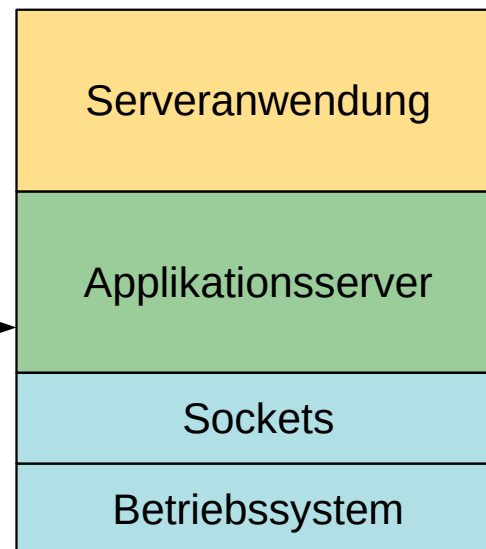 Serveranwendung
Applikationsserver
Sockets
Betriebssystem